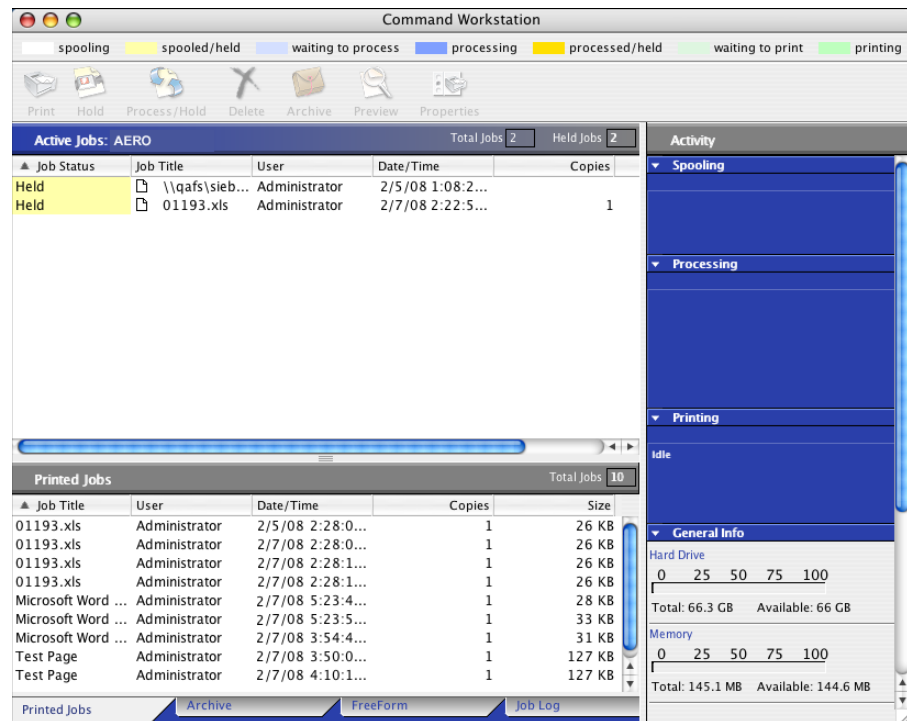 Command Workstation
spooling spooled/held waiting to process processing processed/held waiting to print printing
Print Hold Process/Hold Delete Archive Preview Properties
Active Jobs: AERO Total Jobs 2 Held Jobs 2
▲ Job Status Job Title User Date/Time Copies
Held \\qafs\sieb... Administrator 2/5/08 1:08:2...
Held 01193.xls Administrator 2/7/08 2:22:5... 1
Printed Jobs Total Jobs 10
▲ Job Title User Date/Time Copies Size
01193.xls Administrator 2/5/08 2:28:0... 1 26 KB
01193.xls Administrator 2/7/08 2:28:0... 1 26 KB
01193.xls Administrator 2/7/08 2:28:1... 1 26 KB
01193.xls Administrator 2/7/08 2:28:1... 1 26 KB
Microsoft Word ... Administrator 2/7/08 5:23:4... 1 28 KB
Microsoft Word ... Administrator 2/7/08 5:23:5... 1 33 KB
Microsoft Word ... Administrator 2/7/08 3:54:4... 1 31 KB
Test Page Administrator 2/7/08 3:50:0... 1 127 KB
Test Page Administrator 2/7/08 4:10:1... 1 127 KB
Printed Jobs Archive FreeForm Job Log
Activity
Spooling
Processing
Printing
Idle
General Info
Hard Drive
0 25 50 75 100
Total: 66.3 GB Available: 66 GB
Memory
0 25 50 75 100
Total: 145.1 MB Available: 144.6 MB